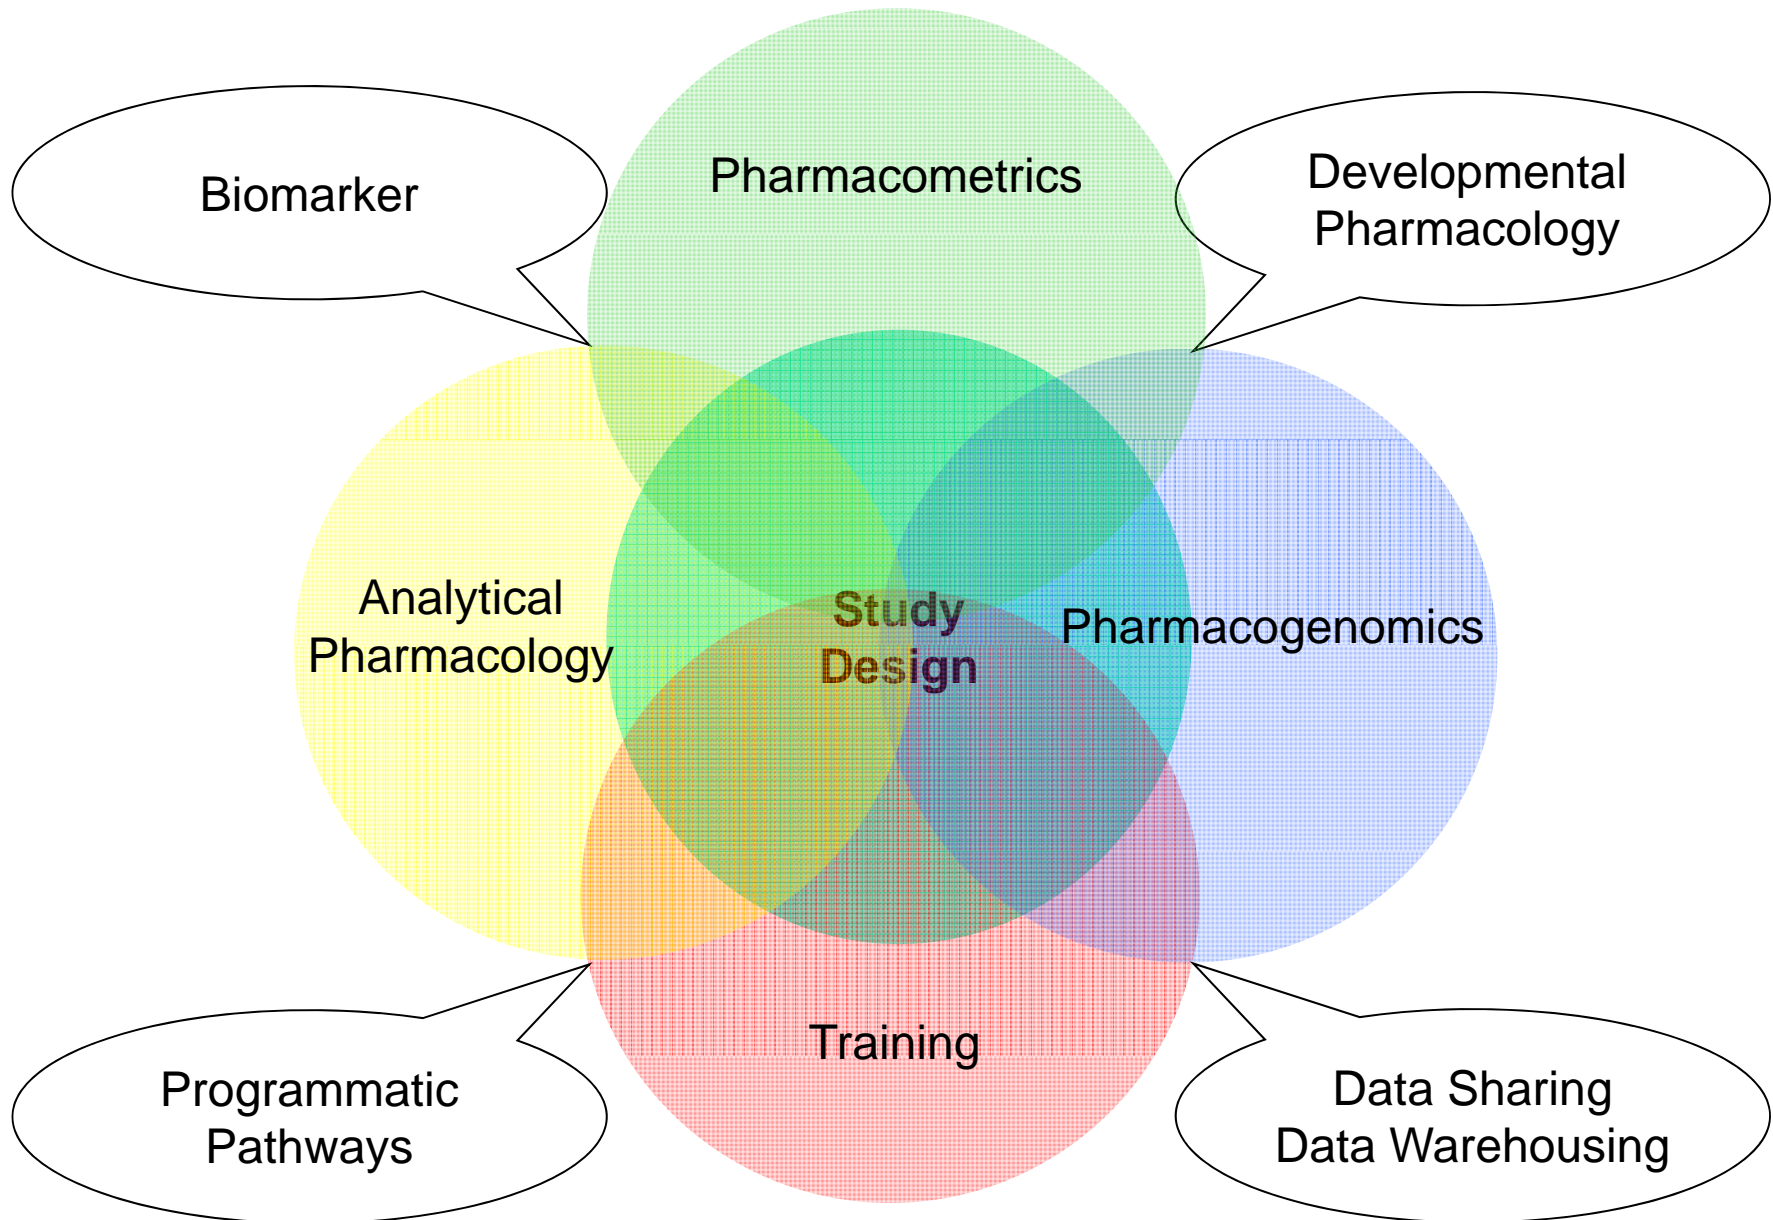 Pharmacometrics
Biomarker
Developmental
Pharmacology
Analytical
Pharmacology
Study
Design
Pharmacogenomics
Training
Programmatic
Pathways
Data Sharing
Data Warehousing